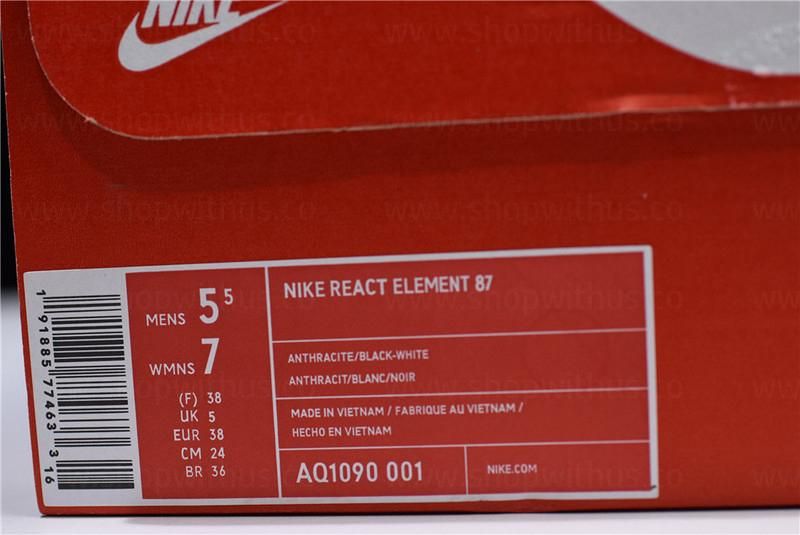 NIKE
www.shopwithus.co
NIKE REACT ELEMENT 87
MENS 5 5
WMNS 7
(F) 38
UK 5
EUR 38
CM 24
BR 36
ANTHRACITE/BLACK-WHITE
ANTHRACIT/BLANC/NOIR
MADE IN VIETNAM / FABRIQUE AU VIETNAM /
HECHO EN VIETNAM
AQ1090 001
NIKE.COM
1 91885 77463 3 16